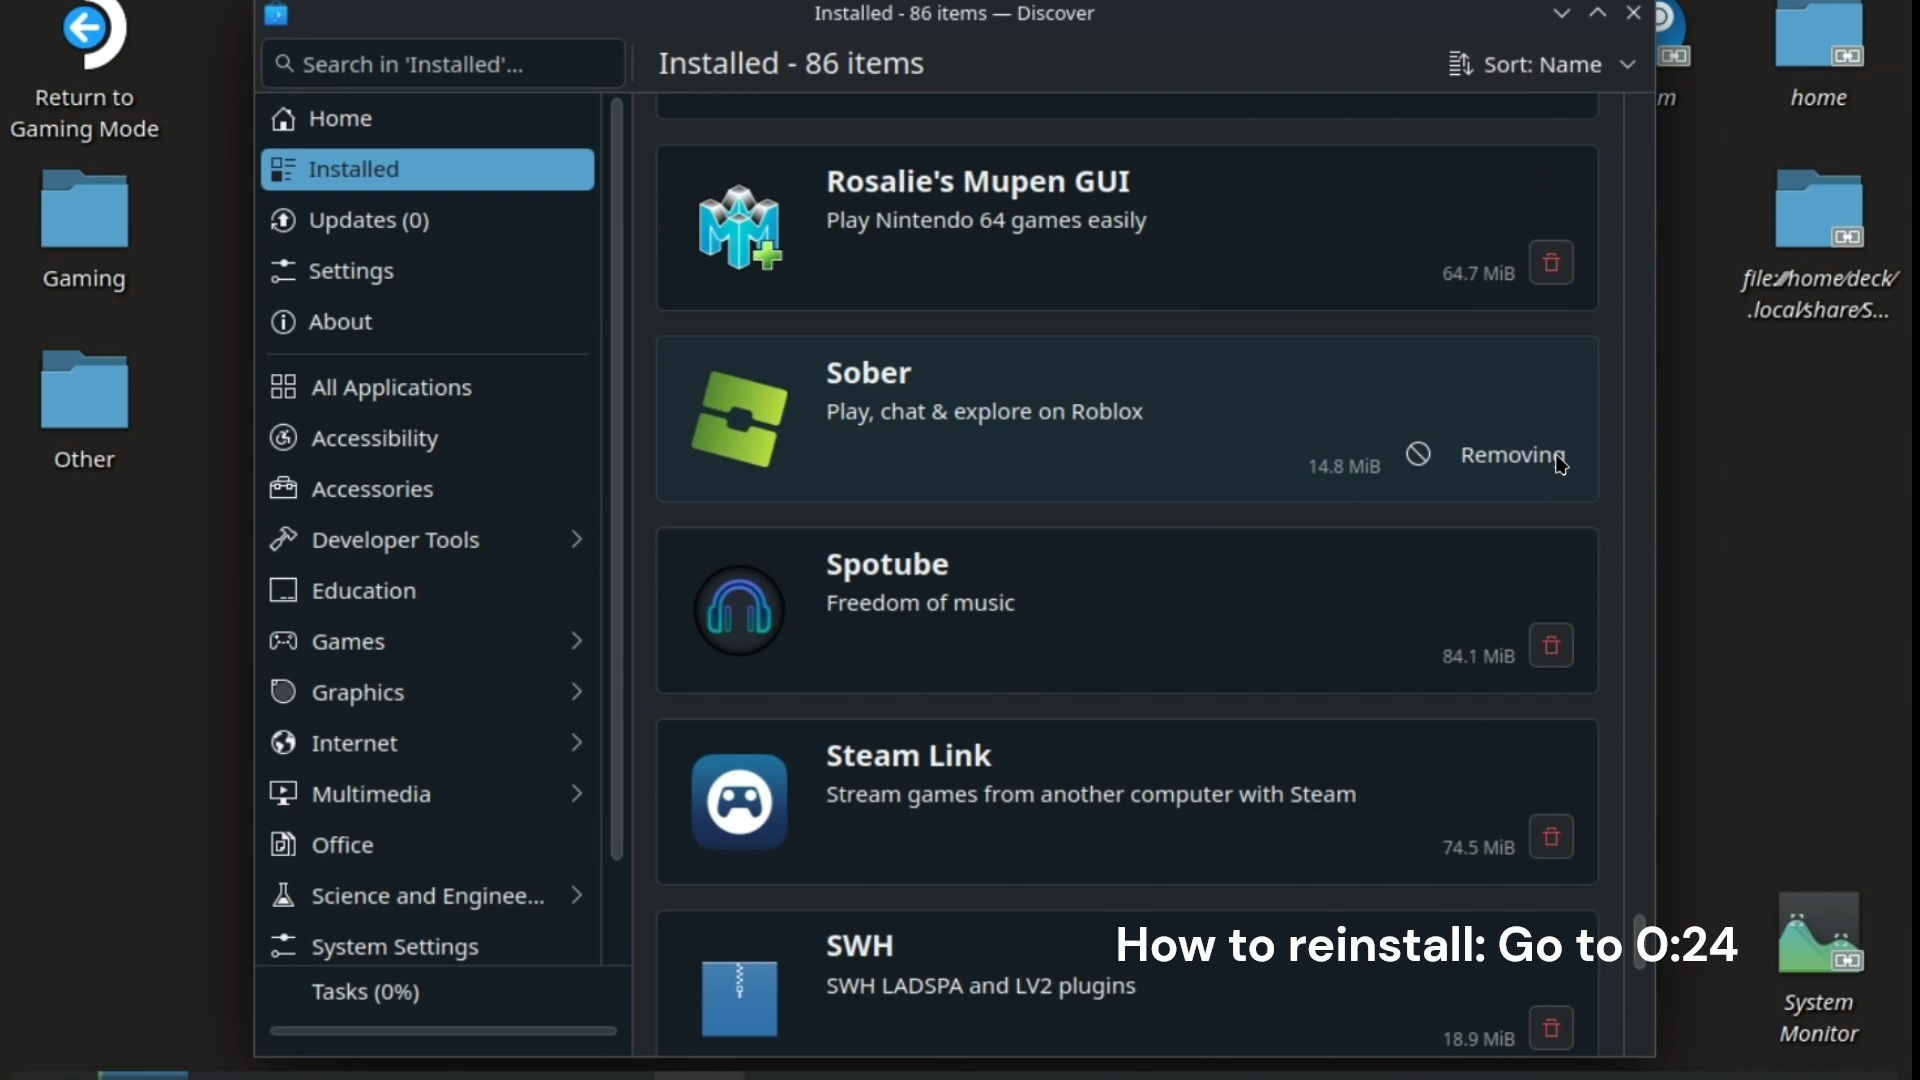 Return to
Gaming Mode
Gaming
Other
Installed - 86 items — Discover
Search in 'Installed'...
Installed - 86 items
Sort: Name
Home
Installed
Updates (0)
Settings
About
All Applications
Accessibility
Accessories
Developer Tools
Education
Games
Graphics
Internet
Multimedia
Office
Science and Enginee...
System Settings
Tasks (0%)
Rosalie's Mupen GUI
Play Nintendo 64 games easily
64.7 MiB
Sober
Play, chat & explore on Roblox
14.8 MiB
Removing
Spotube
Freedom of music
84.1 MiB
Steam Link
Stream games from another computer with Steam
74.5 MiB
SWH
SWH LADSPA and LV2 plugins
18.9 MiB
How to reinstall: Go to 0:24
m
home
file:///home/deck/
.local/share/S...
System
Monitor